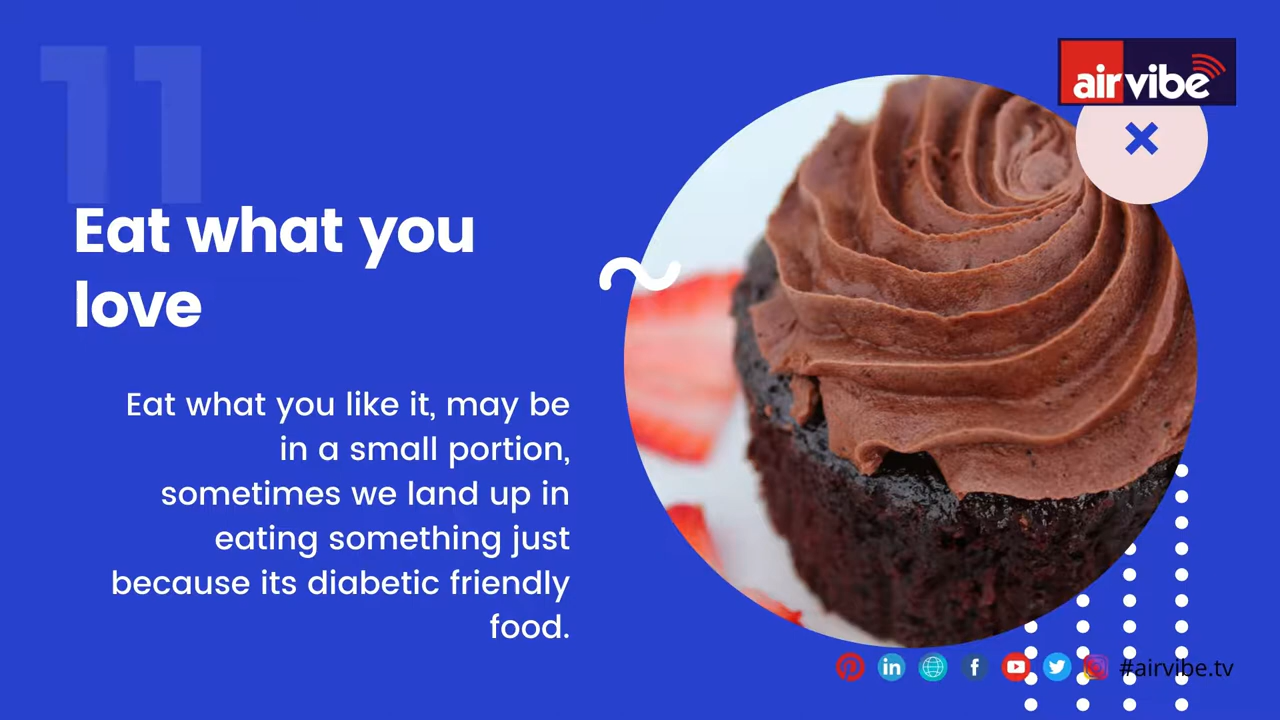 11
Eat what you
love
Eat what you like it, may be
in a small portion,
sometimes we land up in
eating something just
because its diabetic friendly
food.
airvibe
#airvibe.tv